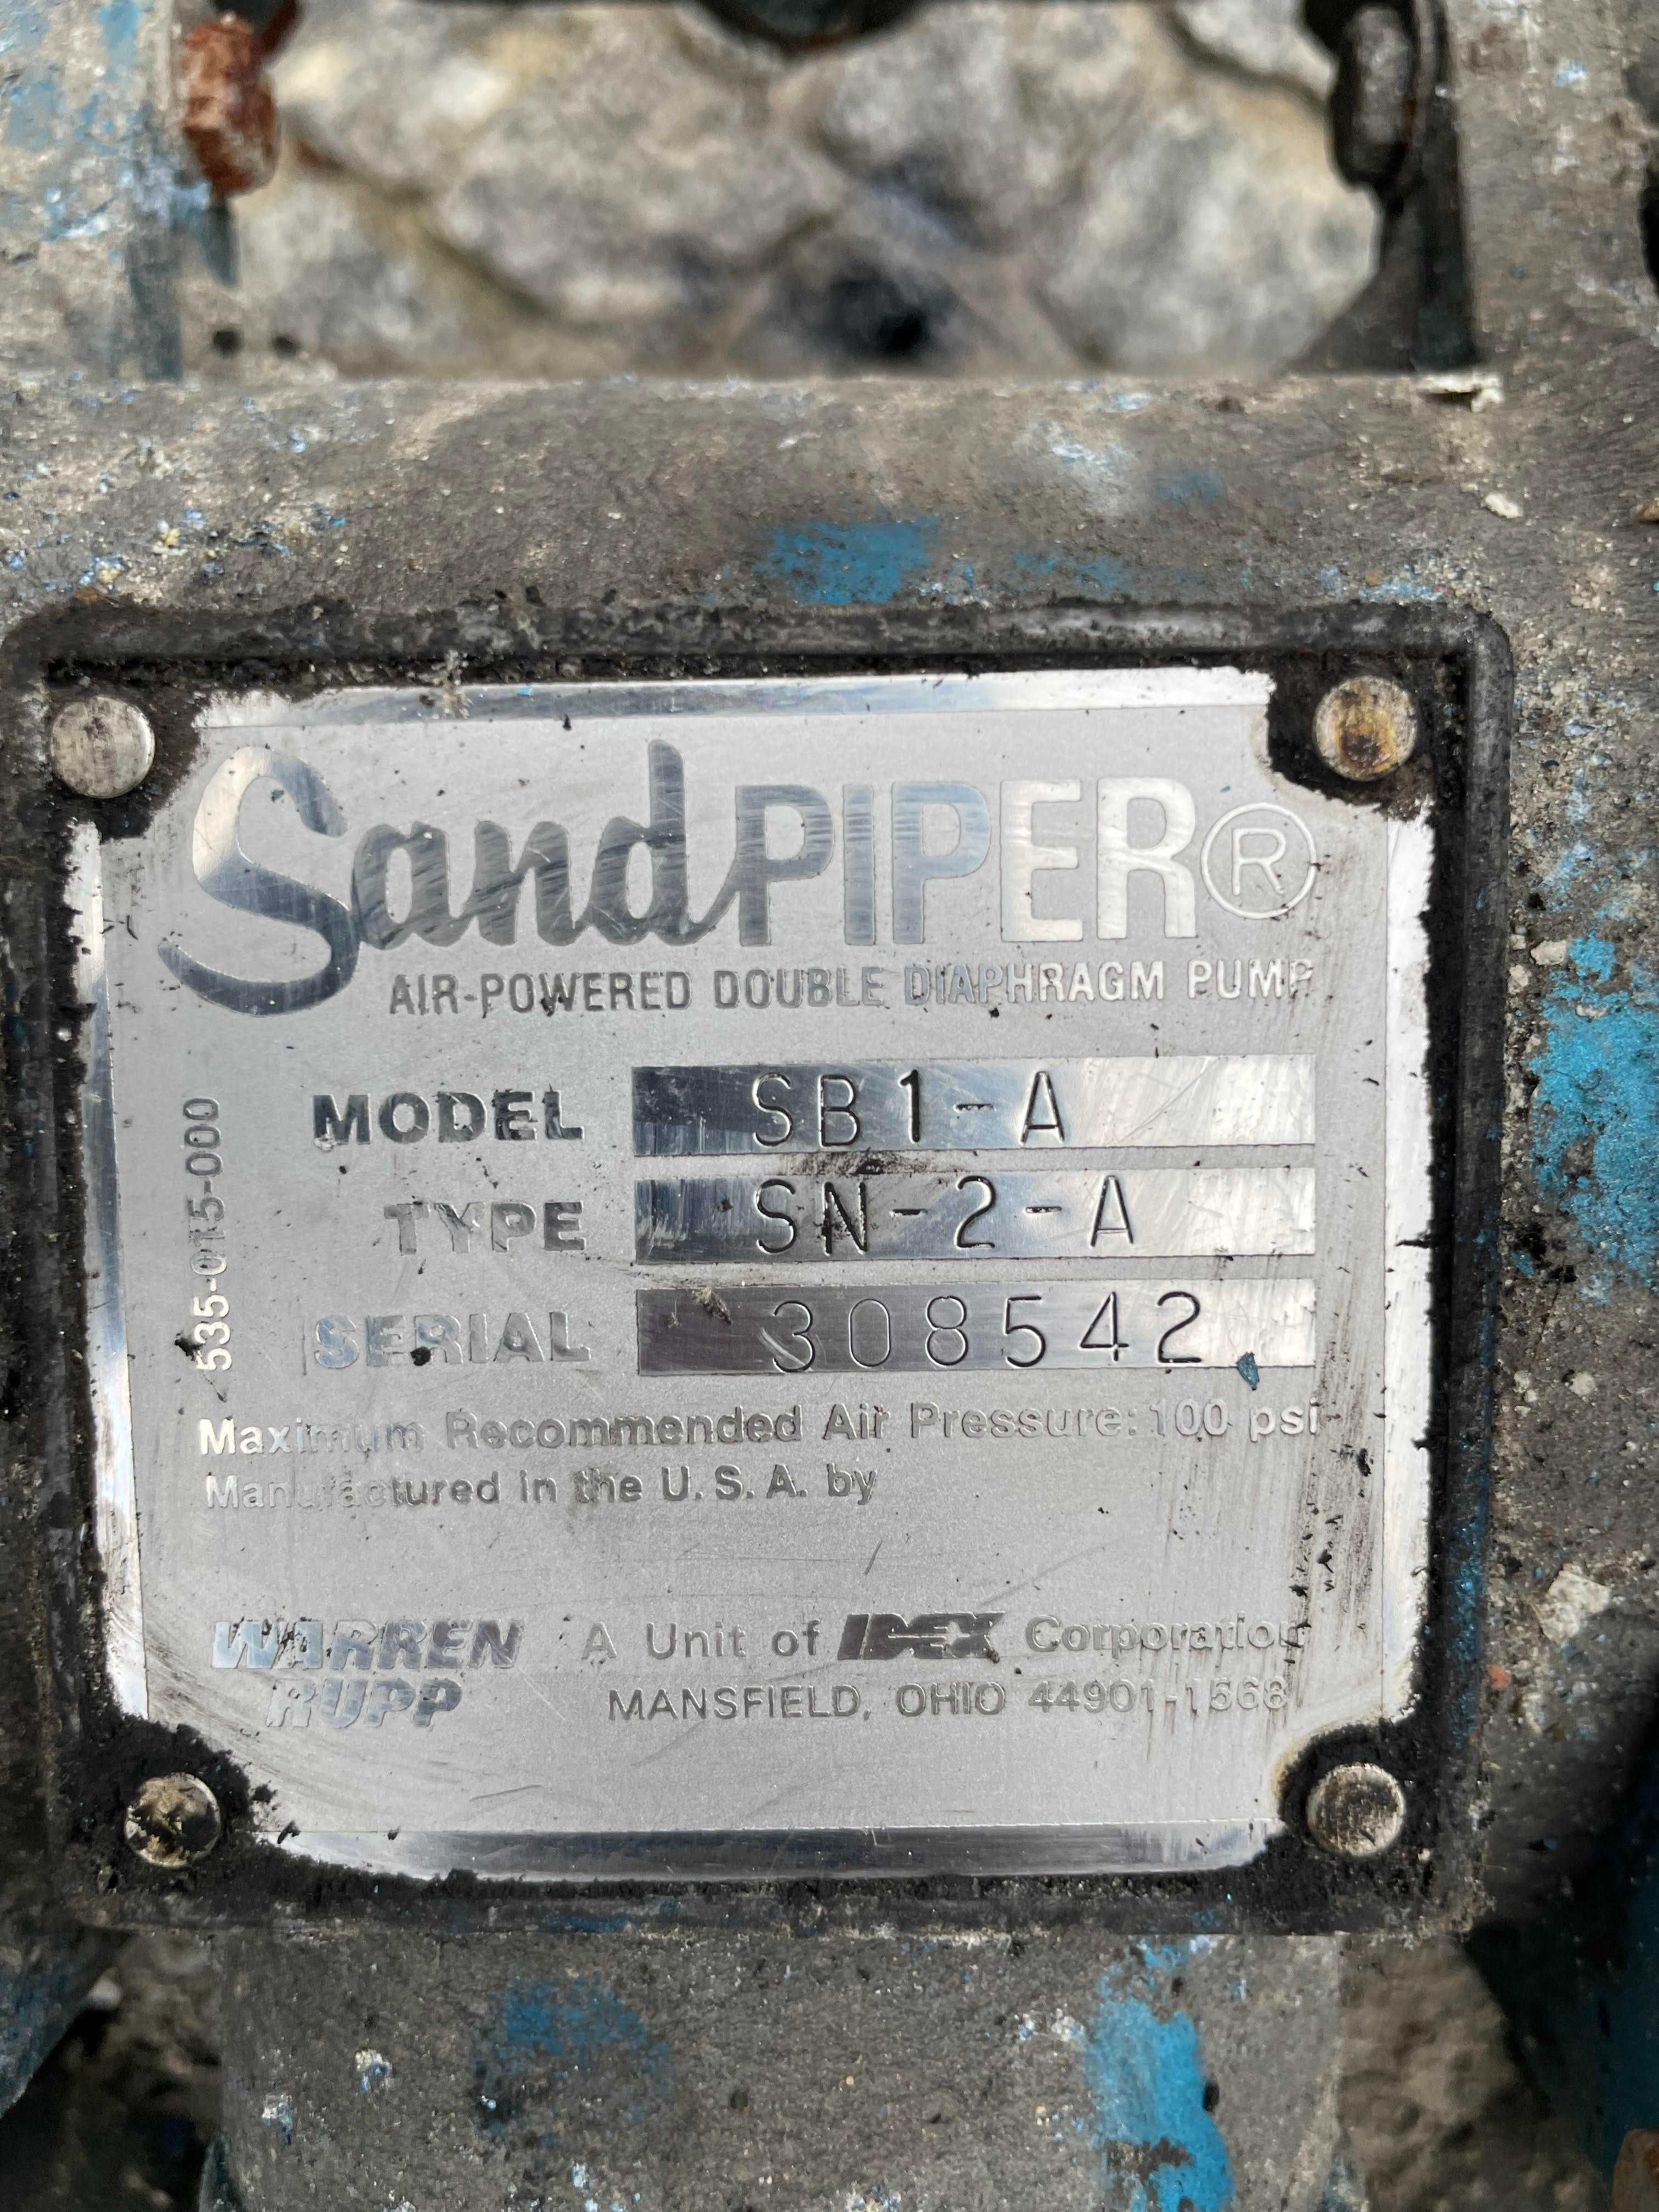 SandPIPER®
AIR-POWERED DOUBLE DIAPHRAGM PUMP
MODEL SB1-A
TYPE SN-2-A
SERIAL 308542
535-015-000
Maximum Recommended Air Pressure: 100 psi
Manufactured in the U.S.A. by
WARREN RUPP
A Unit of IDEX Corporation
MANSFIELD, OHIO 44901-1568